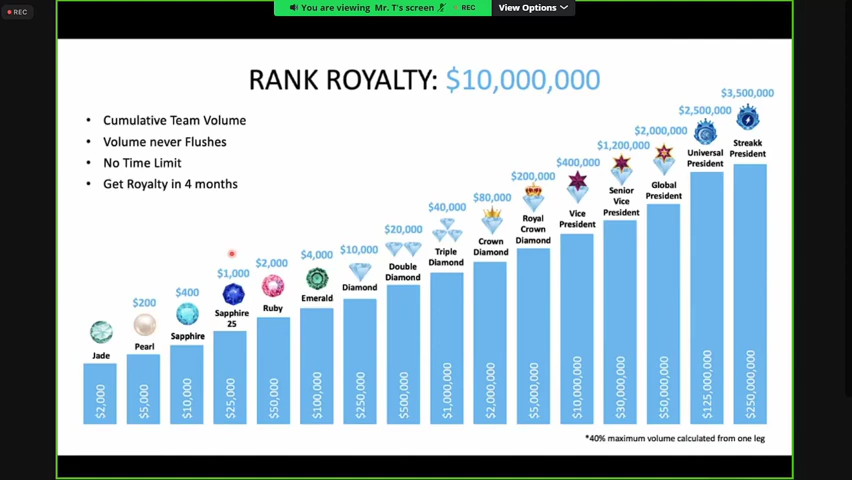 REC
You are viewing Mr. T's screen REC View Options
RANK ROYALTY: $10,000,000
• Cumulative Team Volume
• Volume never Flushes
• No Time Limit
• Get Royalty in 4 months
Jade
$2,000
$200
Pearl
$5,000
$400
Sapphire
$10,000
$1,000
Sapphire
25
$25,000
$2,000
Ruby
$50,000
$4,000
Emerald
$100,000
$10,000
Diamond
$250,000
$20,000
Double
Diamond
$500,000
$40,000
Triple
Diamond
$1,000,000
$80,000
Crown
Diamond
$2,000,000
$200,000
Royal
Crown
Diamond
$5,000,000
$400,000
Vice
President
$10,000,000
$1,200,000
Senior
Vice
President
$30,000,000
$2,000,000
Global
President
$50,000,000
$2,500,000
Universal
President
$125,000,000
$3,500,000
Streakk
President
$250,000,000
*40% maximum volume calculated from one leg